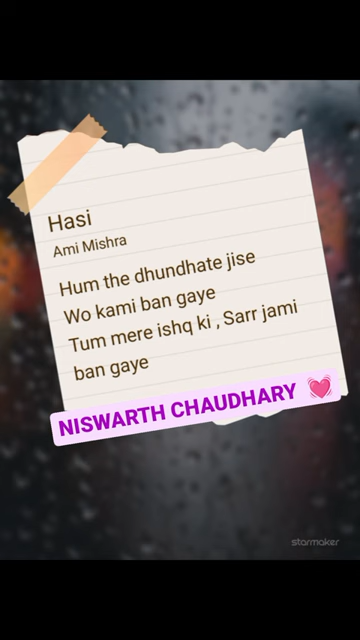 Hasi
Ami Mishra
Hum the dhundhate jise
Wo kami ban gaye
Tum mere ishq ki , Sarr jami
ban gaye
NISWARTH CHAUDHARY 💓
starmaker